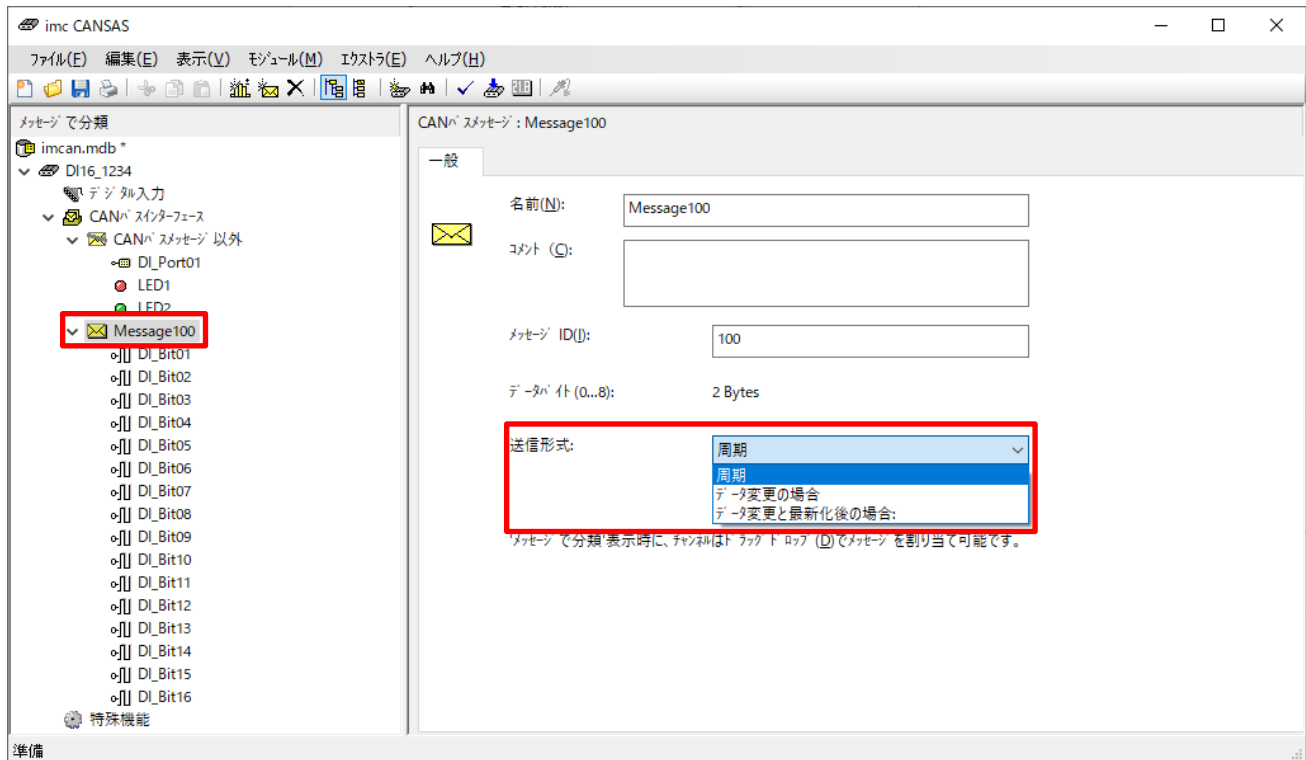 imc CANSAS
ファイル(F) 編集(E) 表示(V) モジュール(M) エクストラ(E) ヘルプ(H)
メッセージで分類
imcan.mdb *
DI16_1234
デジタル入力
CANバスインターフェース
CANバスメッセージ以外
DI_Port01
LED1
LED2
Message100
DI_Bit01
DI_Bit02
DI_Bit03
DI_Bit04
DI_Bit05
DI_Bit06
DI_Bit07
DI_Bit08
DI_Bit09
DI_Bit10
DI_Bit11
DI_Bit12
DI_Bit13
DI_Bit14
DI_Bit15
DI_Bit16
特殊機能
CANバスメッセージ : Message100
一般
名前(N): Message100
コメント (C):
メッセージ ID(I): 100
データバイト(0...8): 2 Bytes
送信形式: 周期
周期
データ変更の場合
データ変更と最新化後の場合:
'メッセージで分類'表示時に、チャンネルはドラッグドロップ(D)でメッセージを割り当て可能です。
準備